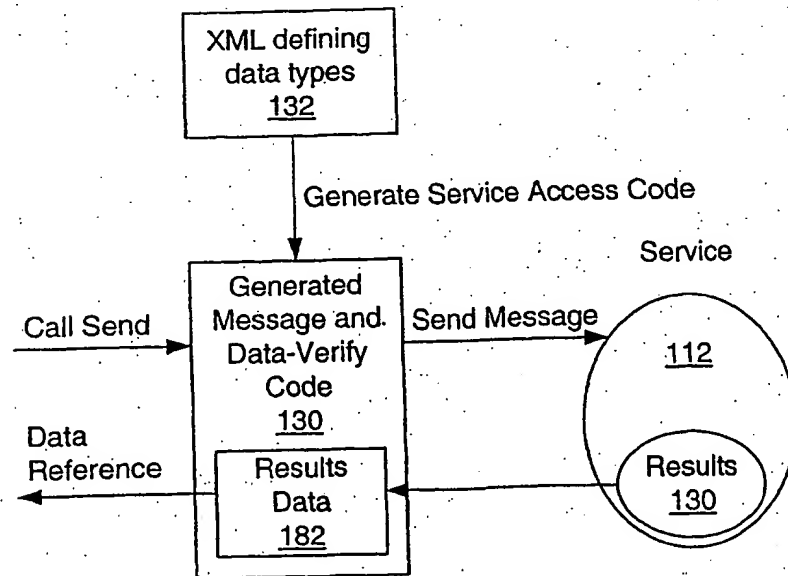 XML defining
data types
132
Generate Service Access Code
Service
Generated
Message and
Data-Verify
Code
130
Call Send
Send Message
112
Data
Reference
Results
Data
182
Results
130